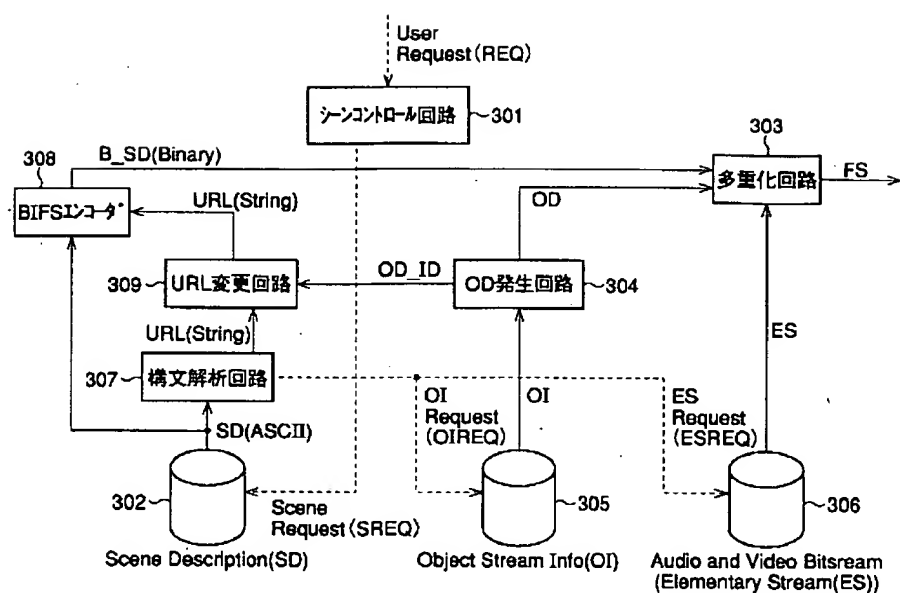 User
Request(REQ)
シーンコントロール回路
301
303
多重化回路
FS
308
B_SD(Binary)
BIFSエンコーダ
URL(String)
OD
309
URL変更回路
OD_ID
OD発生回路
304
URL(String)
ES
307
構文解析回路
OI
Request
(OIREQ)
OI
ES
Request
(ESREQ)
SD(ASCII)
302
Scene
Request(SREQ)
305
306
Scene Description(SD)
Object Stream Info(OI)
Audio and Video Bitsream
(Elementary Stream(ES))